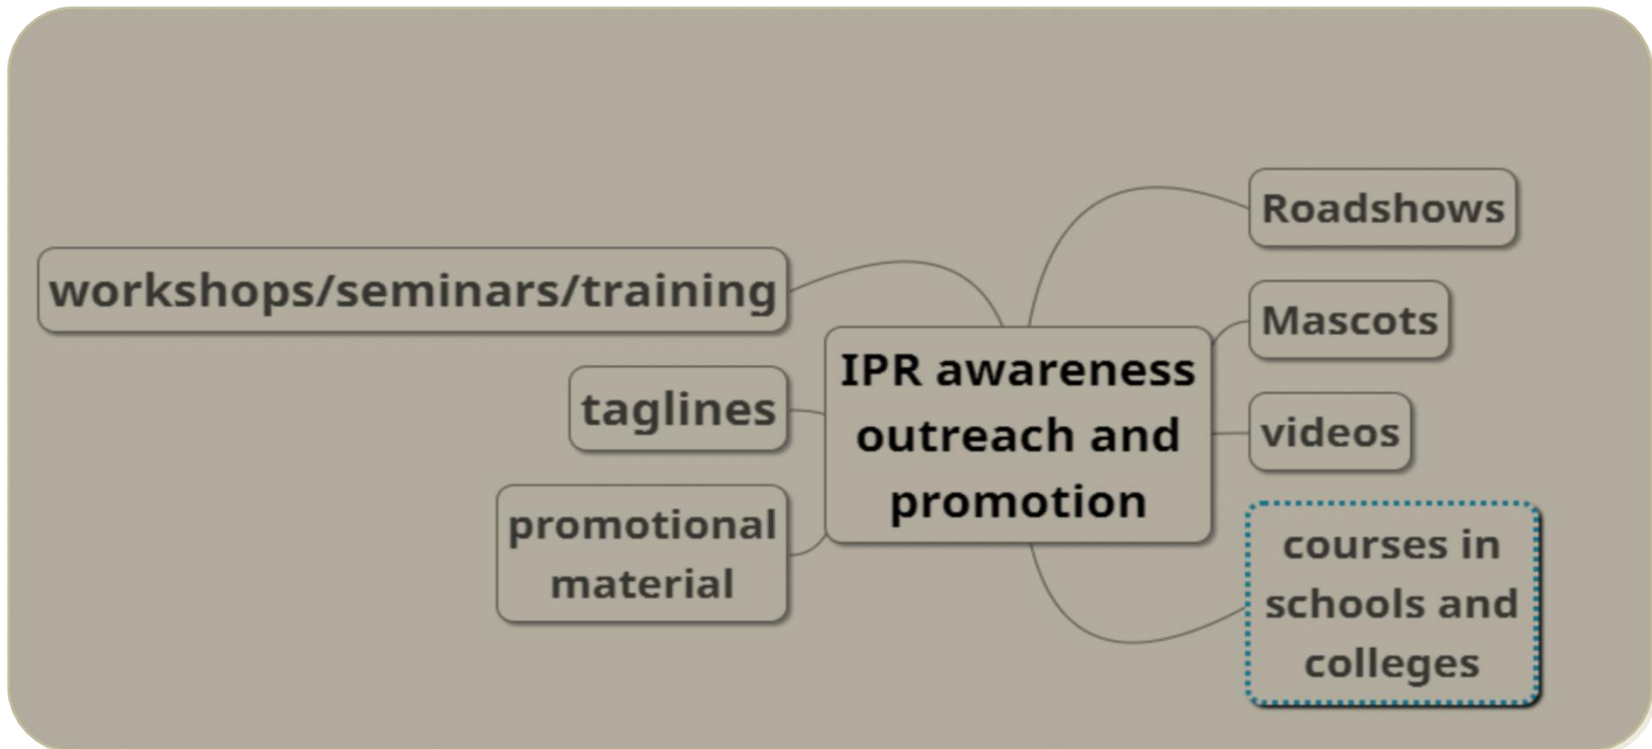 workshops/seminars/training
taglines
promotional
material
IPR awareness
outreach and
promotion
Roadshows
Mascots
videos
courses in
schools and
colleges